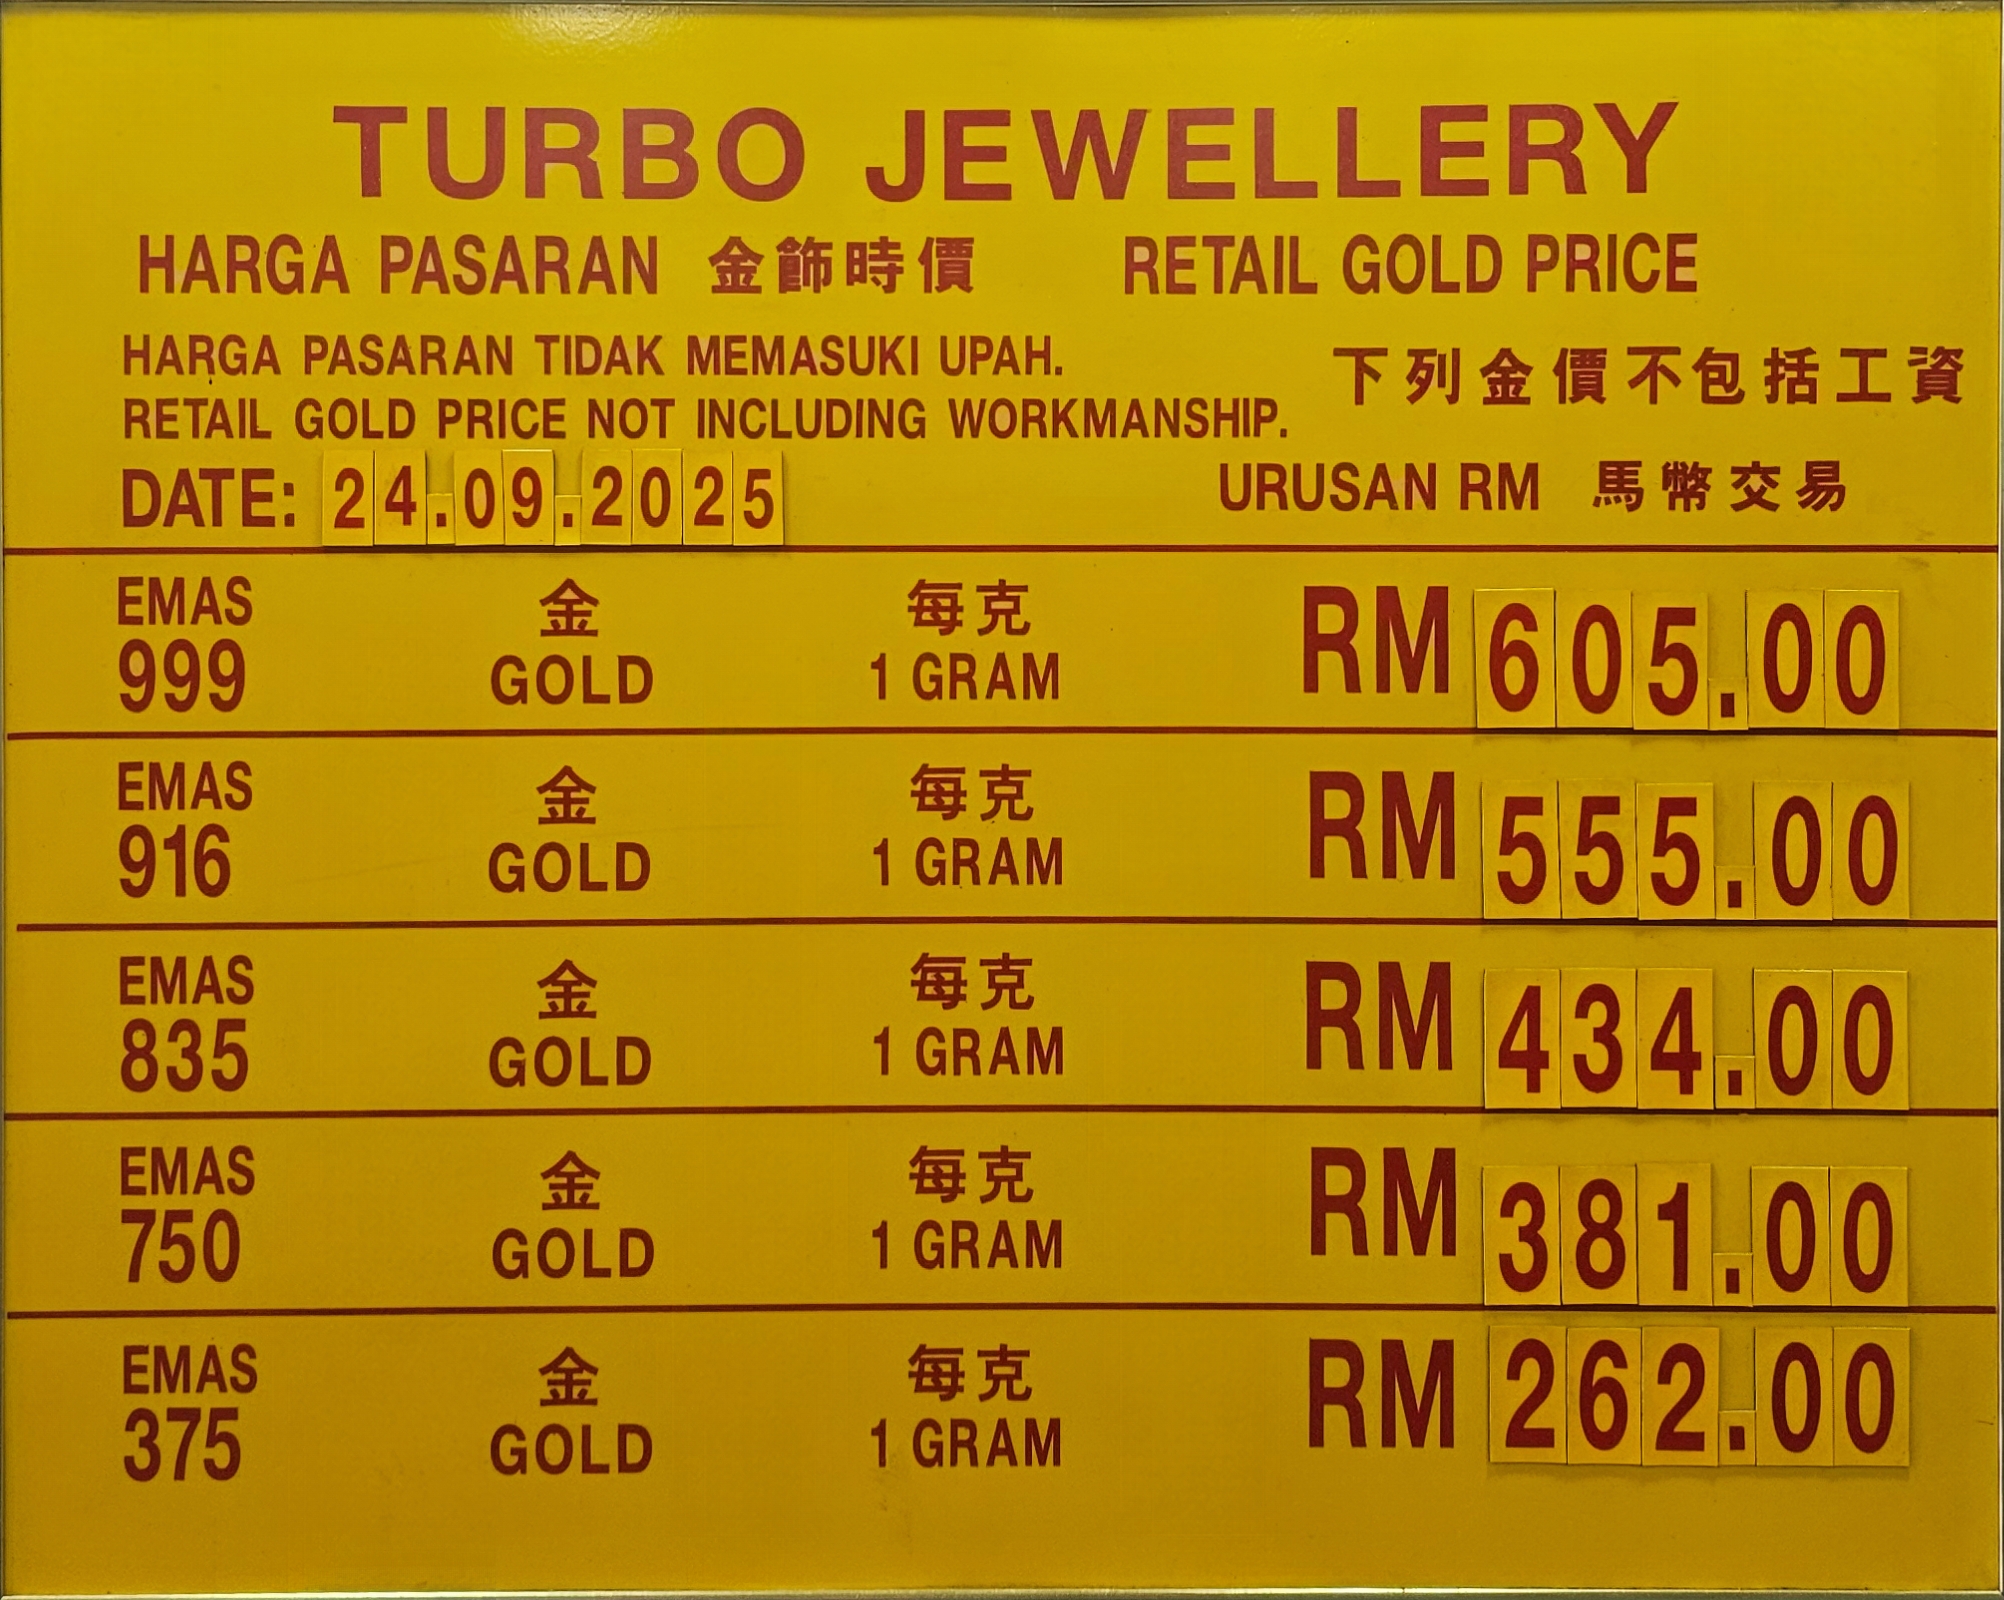 TURBO JEWELLERY
HARGA PASARAN 金飾時價 RETAIL GOLD PRICE
HARGA PASARAN TIDAK MEMASUKI UPAH.
下列金價不包括工資
RETAIL GOLD PRICE NOT INCLUDING WORKMANSHIP.
DATE: 24.09.2025 URUSAN RM 馬幣交易
EMAS 金 每克
999 GOLD 1 GRAM RM 605.00
EMAS 金 每克
916 GOLD 1 GRAM RM 555.00
EMAS 金 每克
835 GOLD 1 GRAM RM 434.00
EMAS 金 每克
750 GOLD 1 GRAM RM 381.00
EMAS 金 每克
375 GOLD 1 GRAM RM 262.00